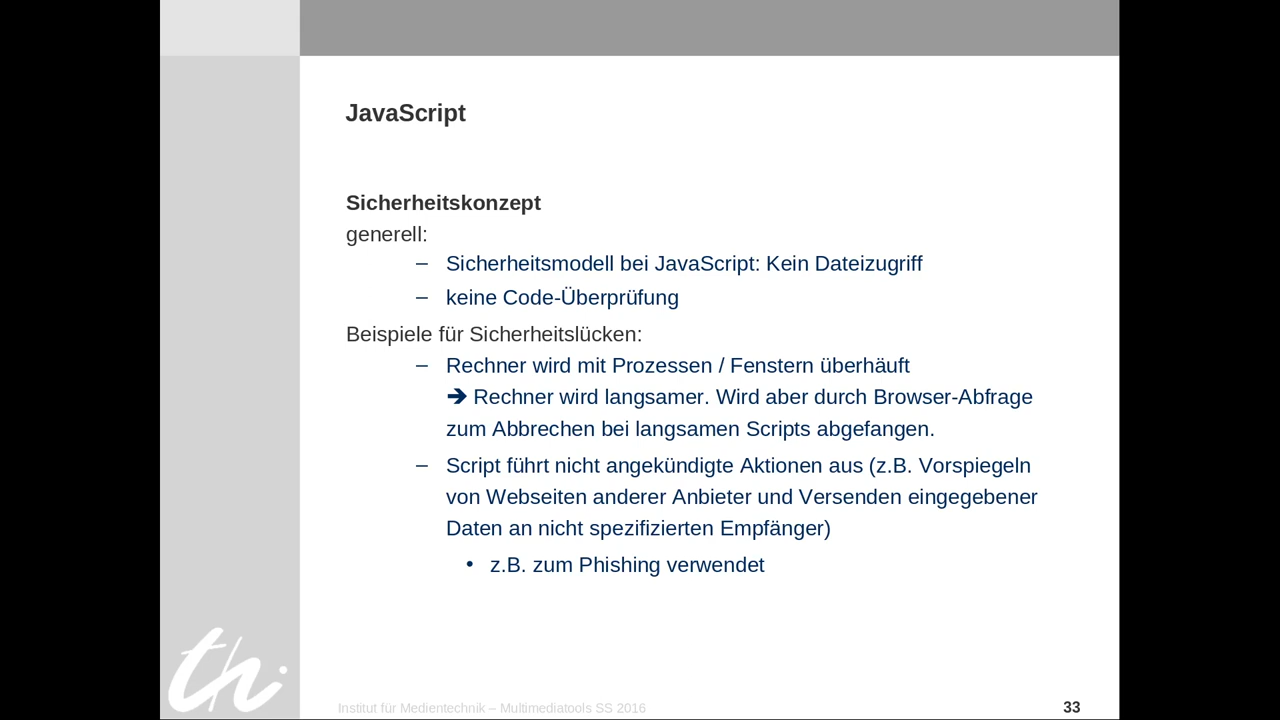 JavaScript
Sicherheitskonzept
generell:
– Sicherheitsmodell bei JavaScript: Kein Dateizugriff
– keine Code-Überprüfung
Beispiele für Sicherheitslücken:
– Rechner wird mit Prozessen / Fenstern überhäuft
➔ Rechner wird langsamer. Wird aber durch Browser-Abfrage
zum Abbrechen bei langsamen Scripts abgefangen.
– Script führt nicht angekündigte Aktionen aus (z.B. Vorspiegeln
von Webseiten anderer Anbieter und Versenden eingegebener
Daten an nicht spezifizierten Empfänger)
• z.B. zum Phishing verwendet
th
Institut für Medientechnik – Multimediatools SS 2016
33